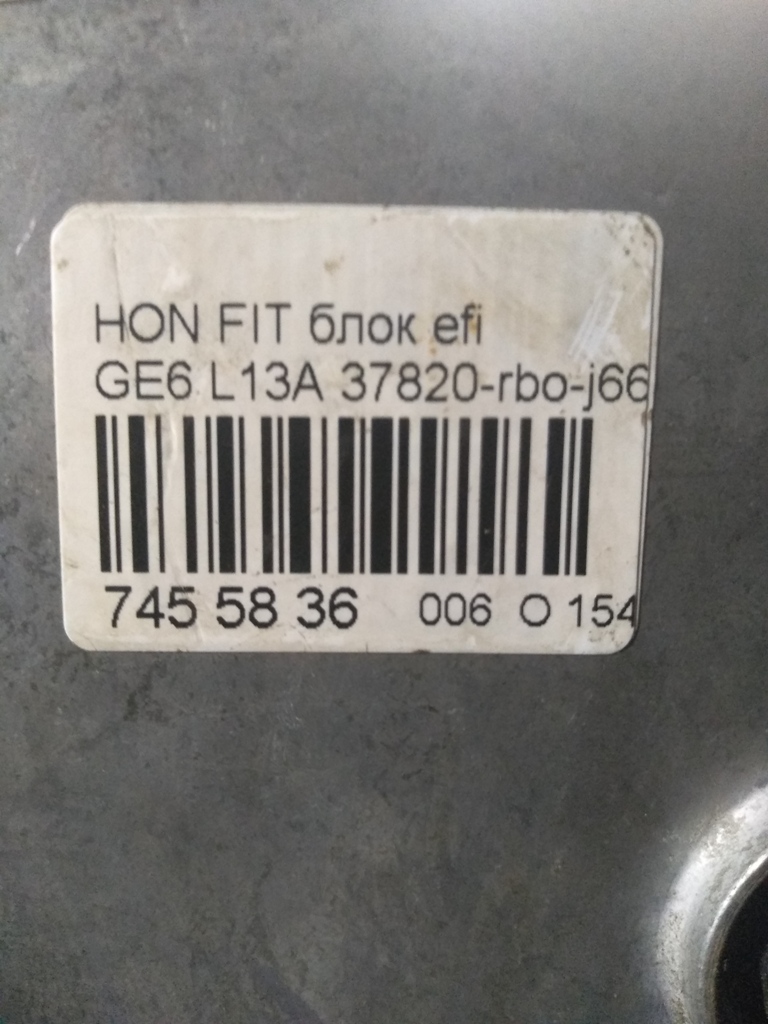 HON FIT блок efi
GE6 L13A 37820-rbo-j66
745 58 36 006 O 154